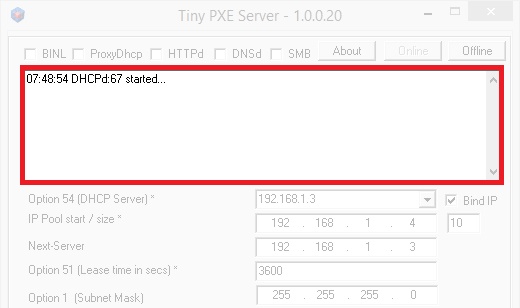 Tiny PXE Server - 1.0.0.20
BINL ProxyDhcp HTTPd DNSd SMB About Online Offline
07:48:54 DHCPd:67 started...
Option 54 (DHCP Server) * 192.168.1.3 Bind IP
IP Pool start / size * 192 . 168 . 1 . 4 10
Next-Server 192 . 168 . 1 . 3
Option 51 (Lease time in secs) * 3600
Option 1 (Subnet Mask) 255 . 255 . 255 . 0